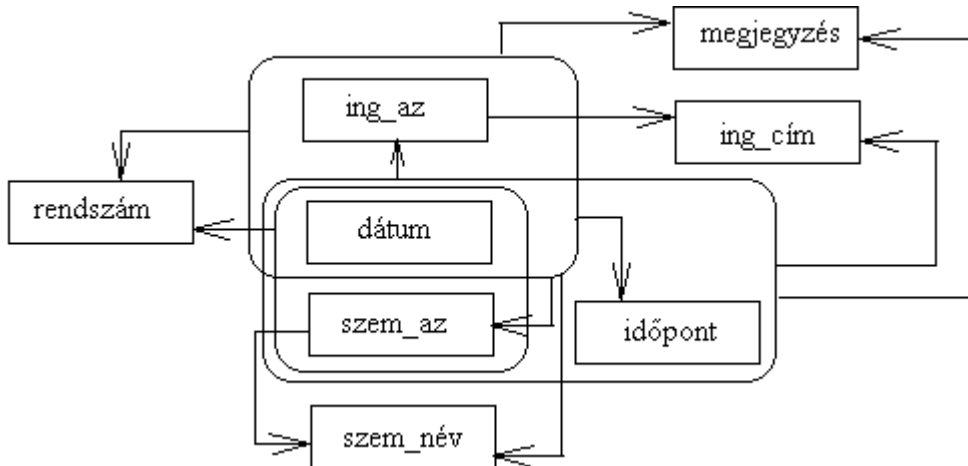 megjegyzés
ing_az
ing_cím
rendszám
dátum
szem_az
időpont
szem_név